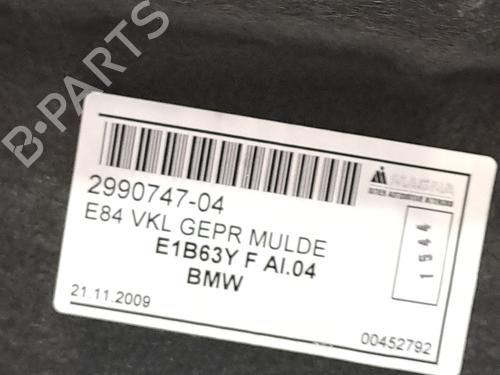 B-PARTS
MAGNA
2990747-04
E84 VKL GEPR MULDE
E1B63Y F AI.04
BMW
1544
21.11.2009
00452792